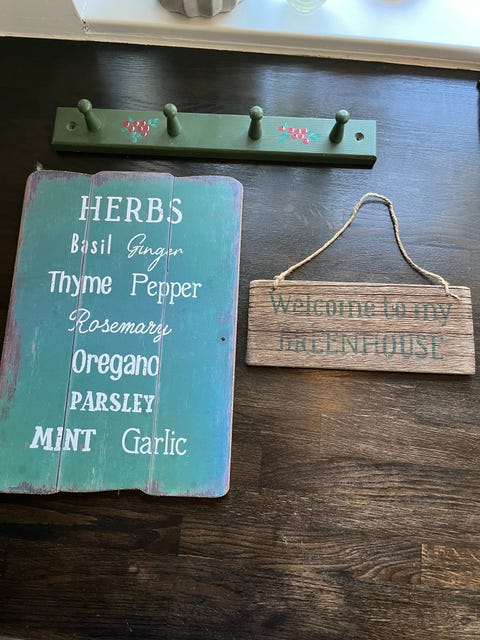 HERBS
Basil Ginger
Thyme Pepper
Rosemary
Oregano
PARSLEY
MINT Garlic
Welcome to my
GREENHOUSE